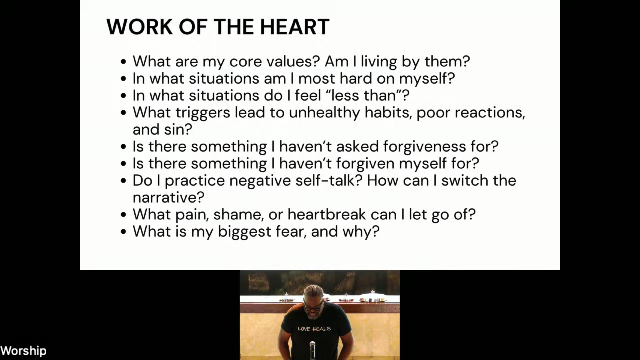 WORK OF THE HEART
• What are my core values? Am I living by them?
• In what situations am I most hard on myself?
• In what situations do I feel “less than”?
• What triggers lead to unhealthy habits, poor reactions,
and sin?
• Is there something I haven’t asked forgiveness for?
• Is there something I haven’t forgiven myself for?
• Do I practice negative self-talk? How can I switch the
narrative?
• What pain, shame, or heartbreak can I let go of?
• What is my biggest fear, and why?
LOVE HEALS
Worship